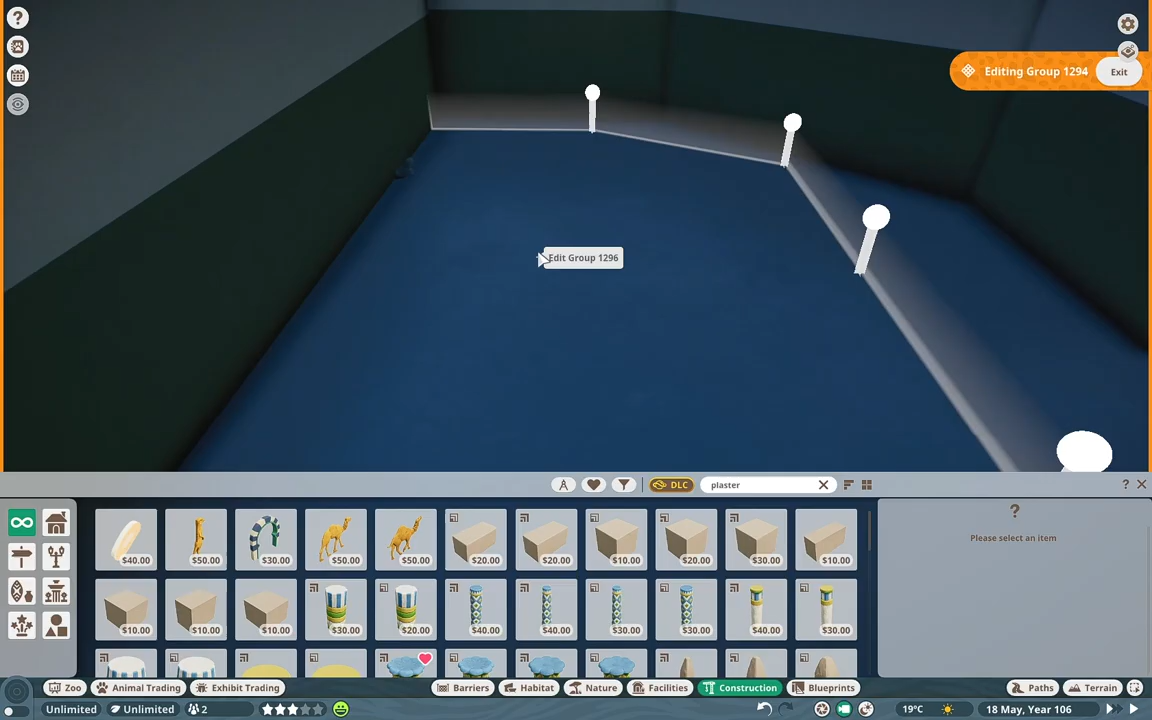 ?
Editing Group 1294
Exit
Edit Group 1296
DLC
plaster
?
$40.00
$50.00
$30.00
$50.00
$50.00
$20.00
$20.00
$10.00
$20.00
$30.00
$10.00
?
Please select an item
$10.00
$10.00
$10.00
$30.00
$20.00
$40.00
$40.00
$30.00
$30.00
$40.00
$30.00
Zoo
Animal Trading
Exhibit Trading
Barriers
Habitat
Nature
Facilities
Construction
Blueprints
Paths
Terrain
Unlimited
Unlimited
2
19°C
18 May, Year 106